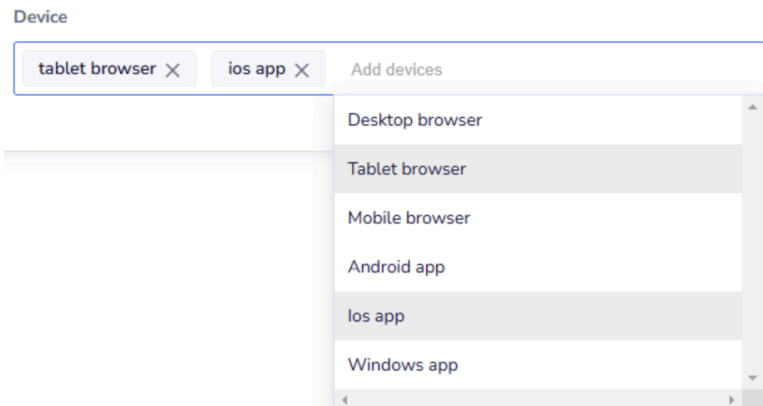 Device
tablet browser ios app Add devices
Desktop browser
Tablet browser
Mobile browser
Android app
Ios app
Windows app